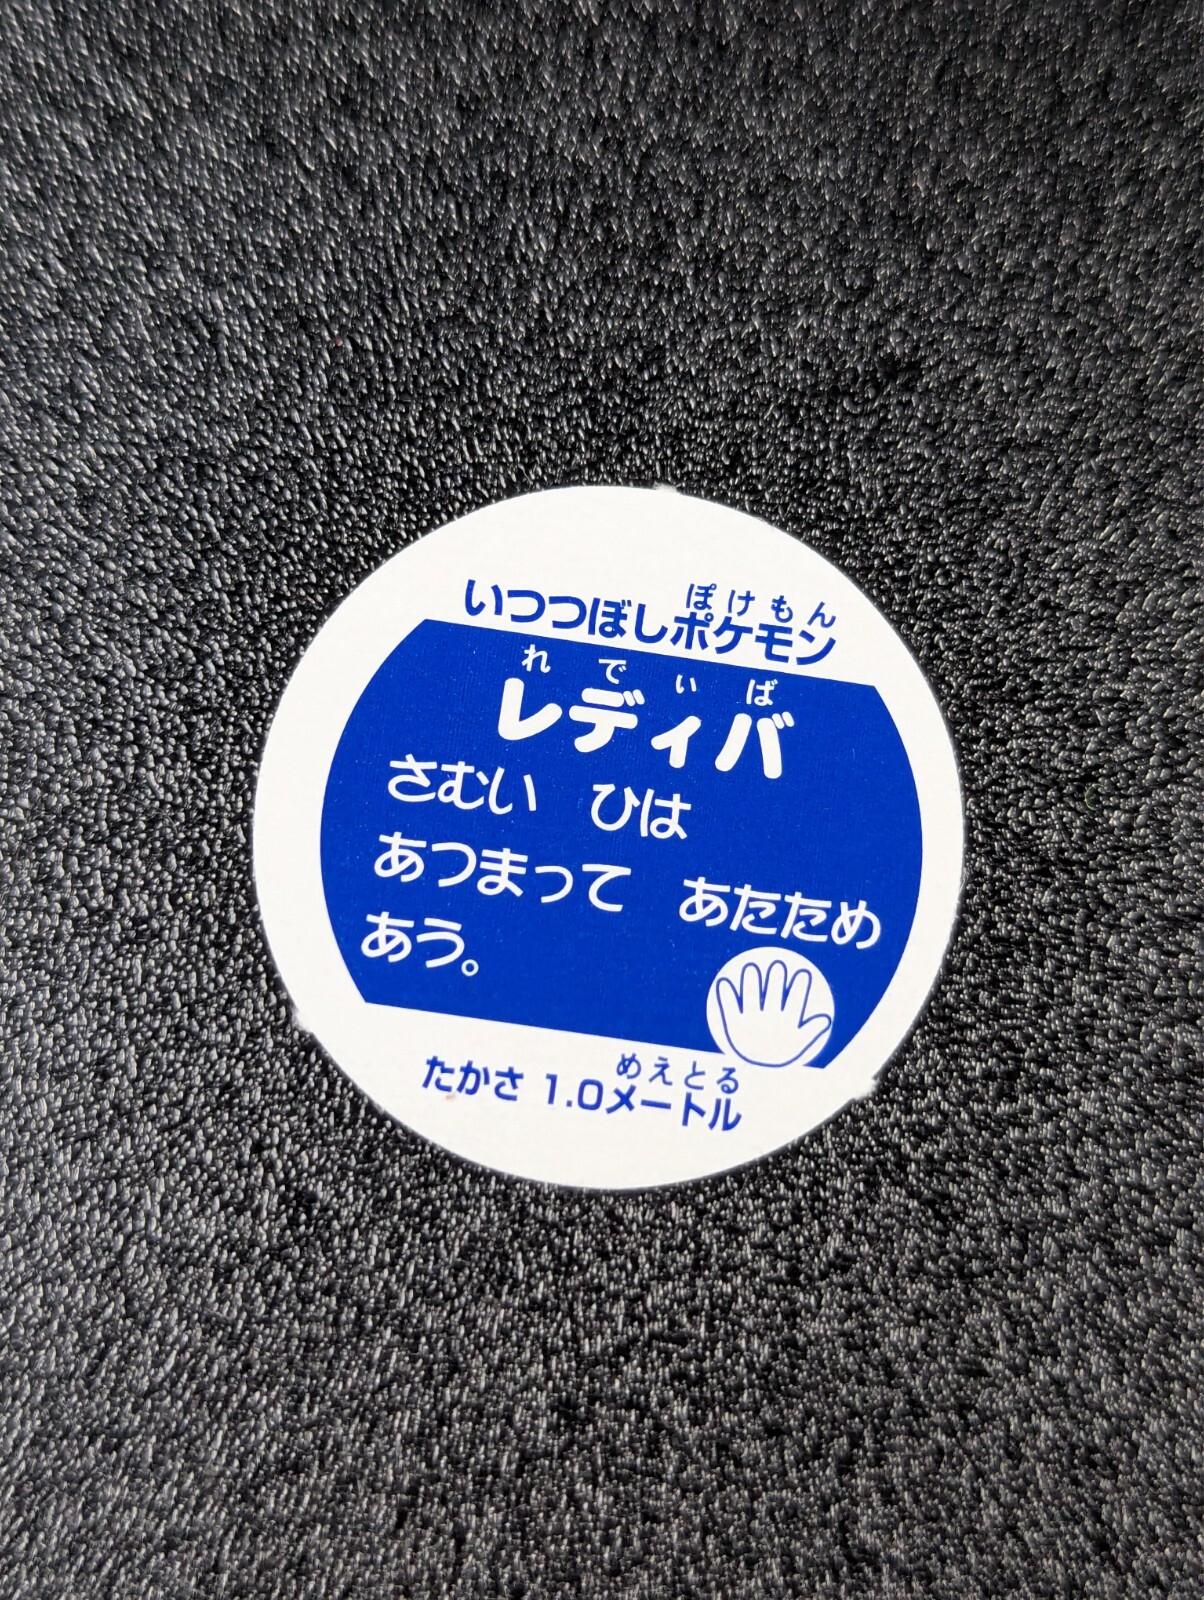 ぽけもん
いつつぼしポケモン
れでぃば
レディバ
さむい ひは
あつまって あたため
あう。
めえとる
たかさ 1.0メートル